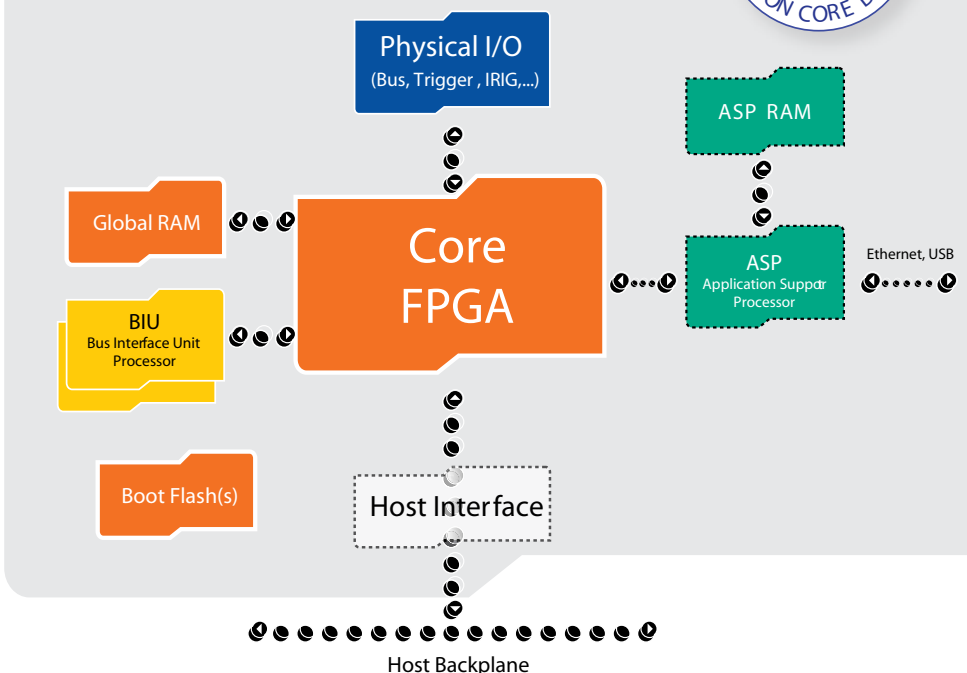 ON CORE
Physical I/O
(Bus, Trigger , IRIG,...)
ASP RAM
Global RAM
Core
FPGA
ASP
Application Support
Processor
Ethernet, USB
BIU
Bus Interface Unit
Processor
Boot Flash(s)
Host Interface
Host Backplane